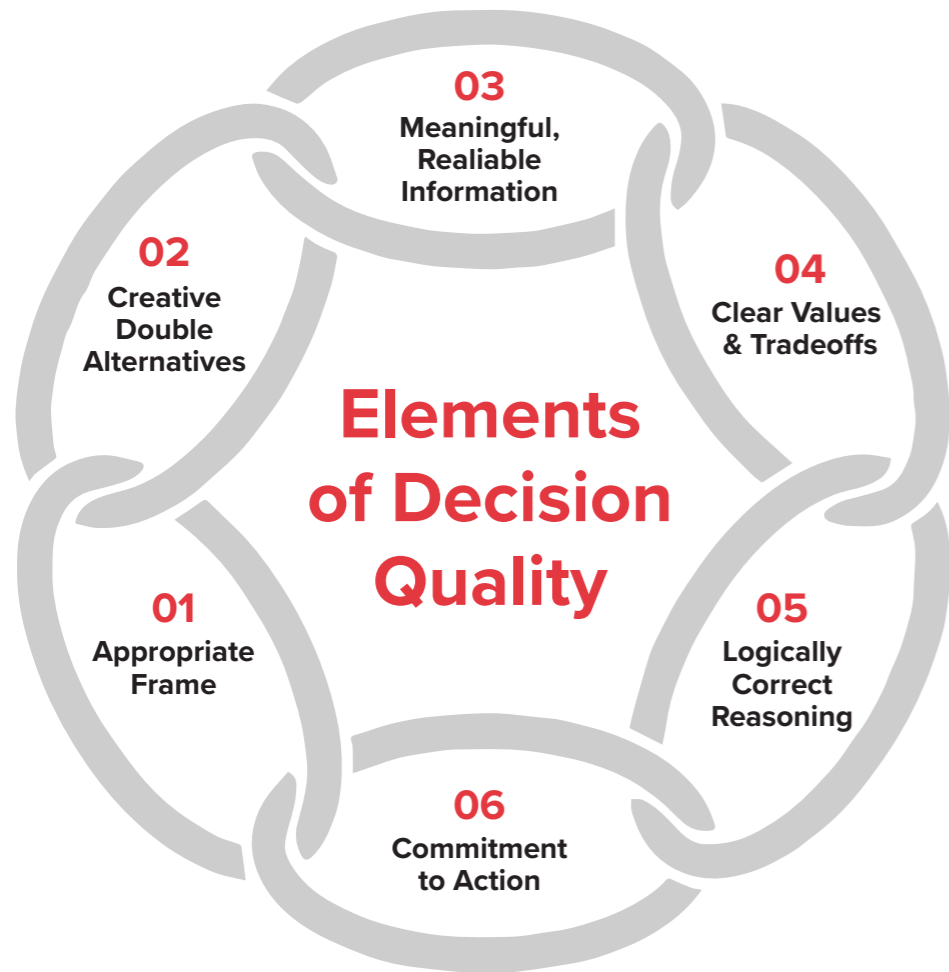 Elements
of Decision
Quality
01
Appropriate
Frame
02
Creative
Double
Alternatives
03
Meaningful,
Realiable
Information
04
Clear Values
& Tradeoffs
05
Logically
Correct
Reasoning
06
Commitment
to Action